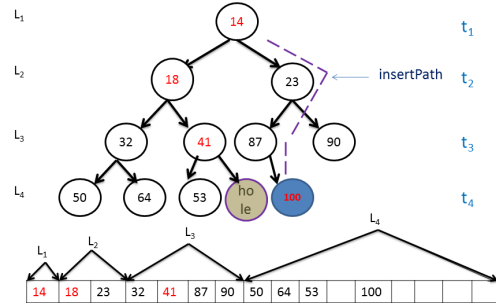 L1 14 t1
L2 18 23 insertPath t2
L3 32 41 87 90 t3
L4 50 64 53 ho le 100 t4
L1 L2 L3 L4
14 18 23 32 41 87 90 50 64 53 100